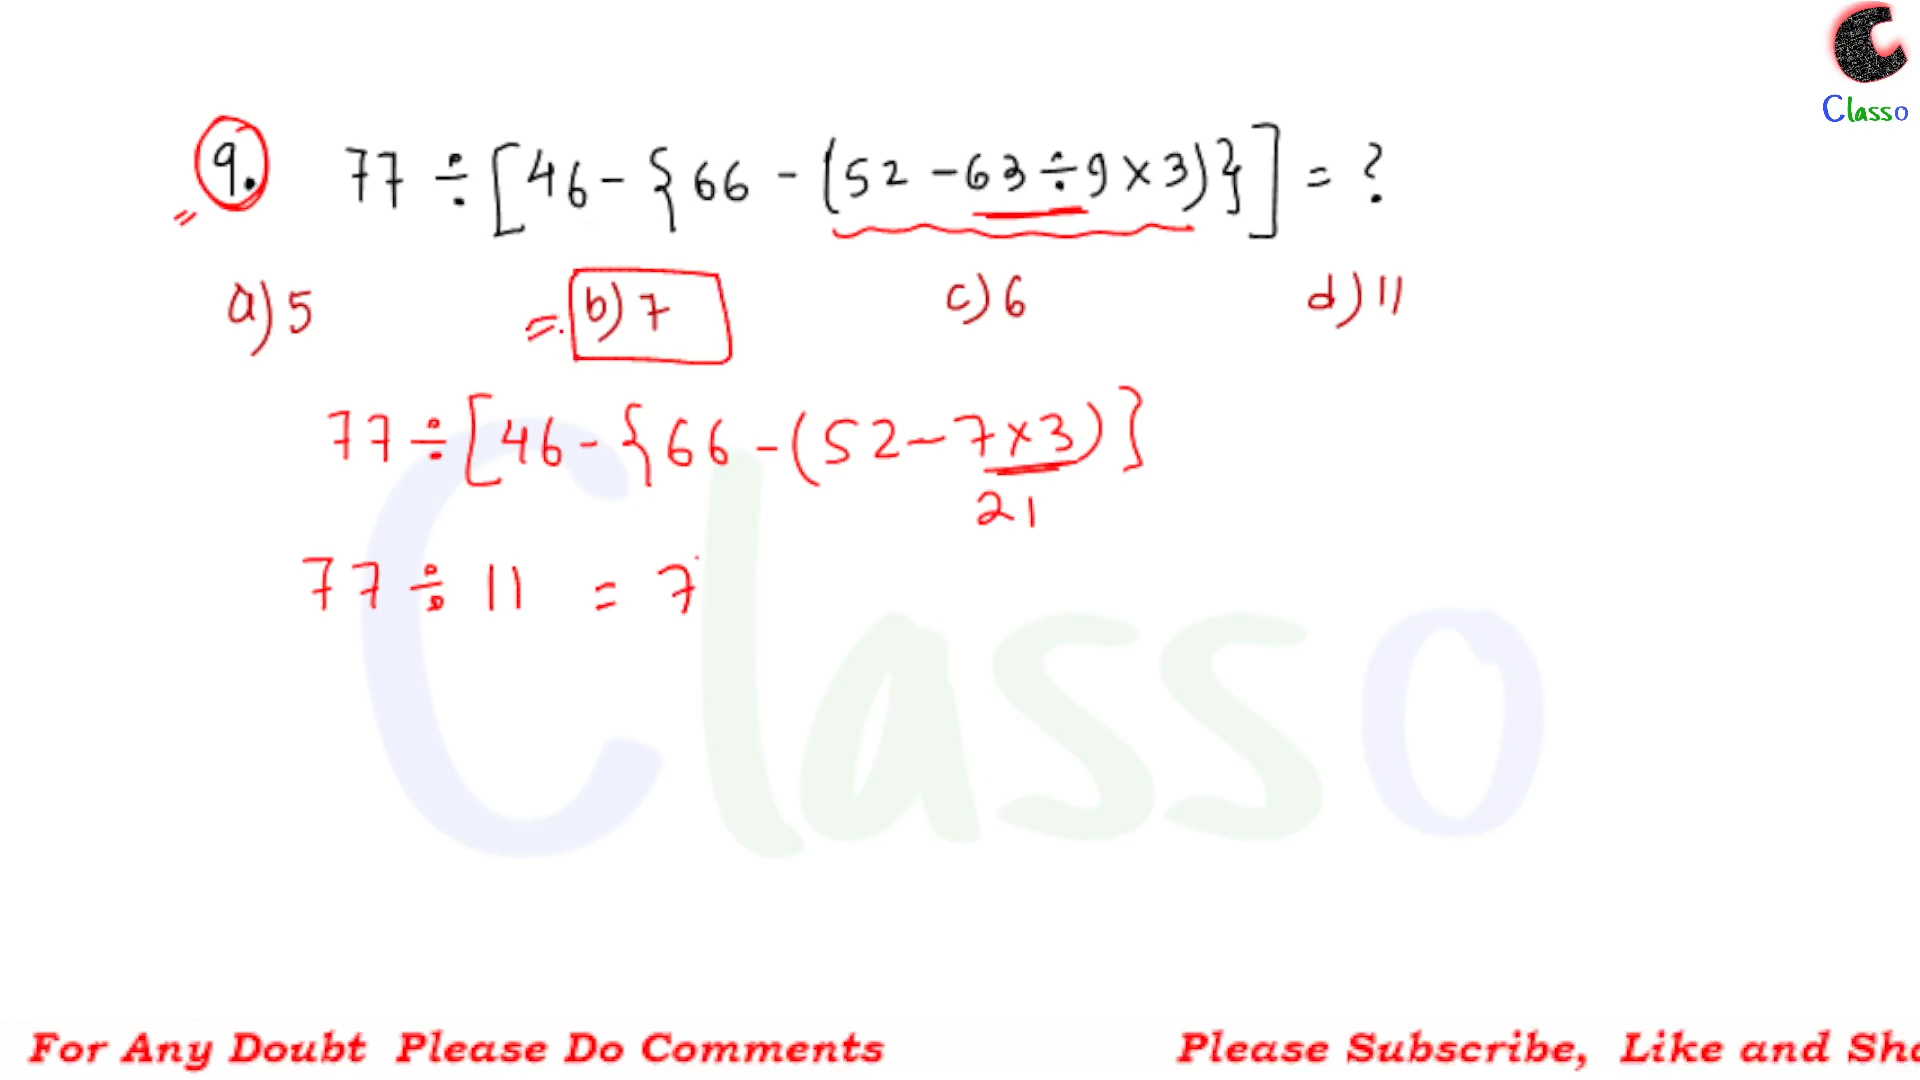 Classo
9. 77 ÷ [46 - {66 - (52 - 63 ÷ 9 × 3)}] = ?
a) 5 =. b) 7 c) 6 d) 11
77 ÷ [46 - {66 - (52 - 7 × 3)}
21
77 ÷ 11 = 7
Classo
For Any Doubt Please Do Comments Please Subscribe, Like and Sha